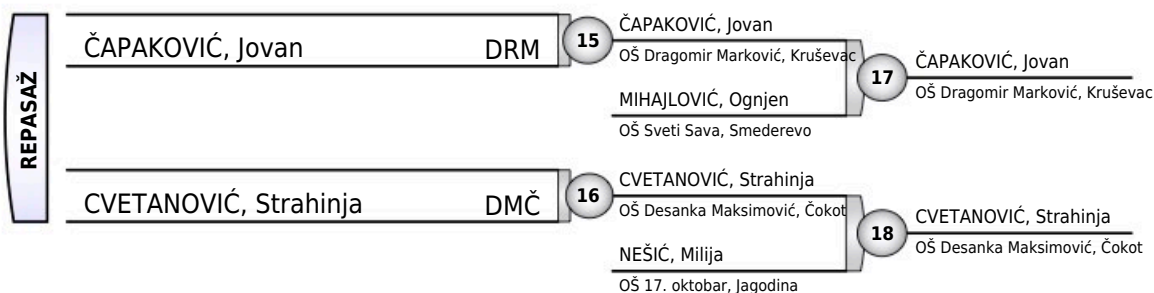 REPASAŽ
ČAPAKOVIĆ, Jovan DRM
15
ČAPAKOVIĆ, Jovan
OŠ Dragomir Marković, Kruševac
MIHAJLOVIĆ, Ognjen
OŠ Sveti Sava, Smederevo
17
ČAPAKOVIĆ, Jovan
OŠ Dragomir Marković, Kruševac
CVETANOVIĆ, Strahinja DMČ
16
CVETANOVIĆ, Strahinja
OŠ Desanka Maksimović, Čokot
NEŠIĆ, Milija
OŠ 17. oktobar, Jagodina
18
CVETANOVIĆ, Strahinja
OŠ Desanka Maksimović, Čokot